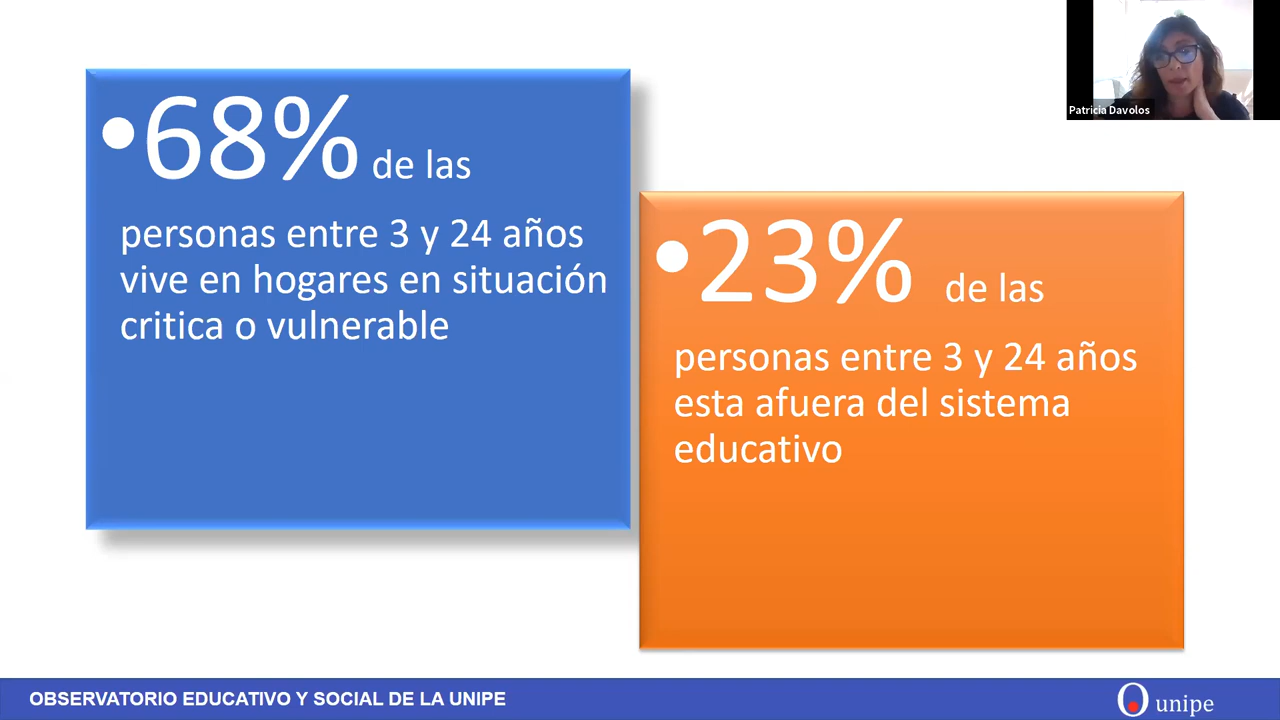 •68% de las
personas entre 3 y 24 años
vive en hogares en situación
critica o vulnerable
•23% de las
personas entre 3 y 24 años
esta afuera del sistema
educativo
Patricia Davolos
OBSERVATORIO EDUCATIVO Y SOCIAL DE LA UNIPE
unipe